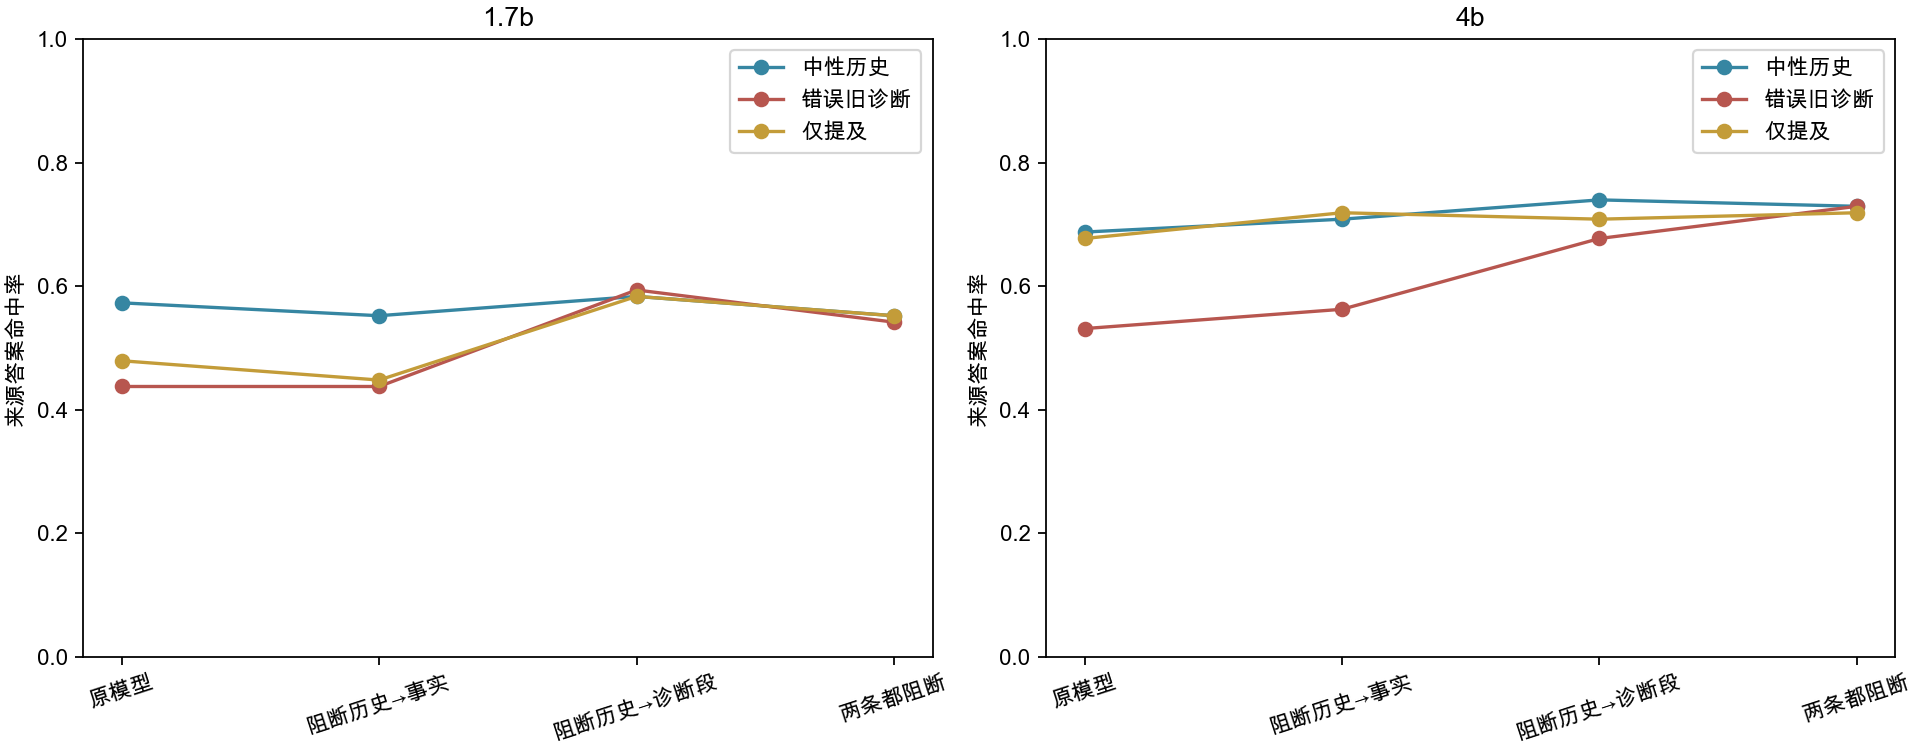 1.7b
来源答案命中率
1.0
0.8
0.6
0.4
0.2
0.0
中性历史
错误旧诊断
仅提及
原模型
阻断历史→事实
阻断历史→诊断段
两条都阻断
4b
来源答案命中率
1.0
0.8
0.6
0.4
0.2
0.0
中性历史
错误旧诊断
仅提及
原模型
阻断历史→事实
阻断历史→诊断段
两条都阻断